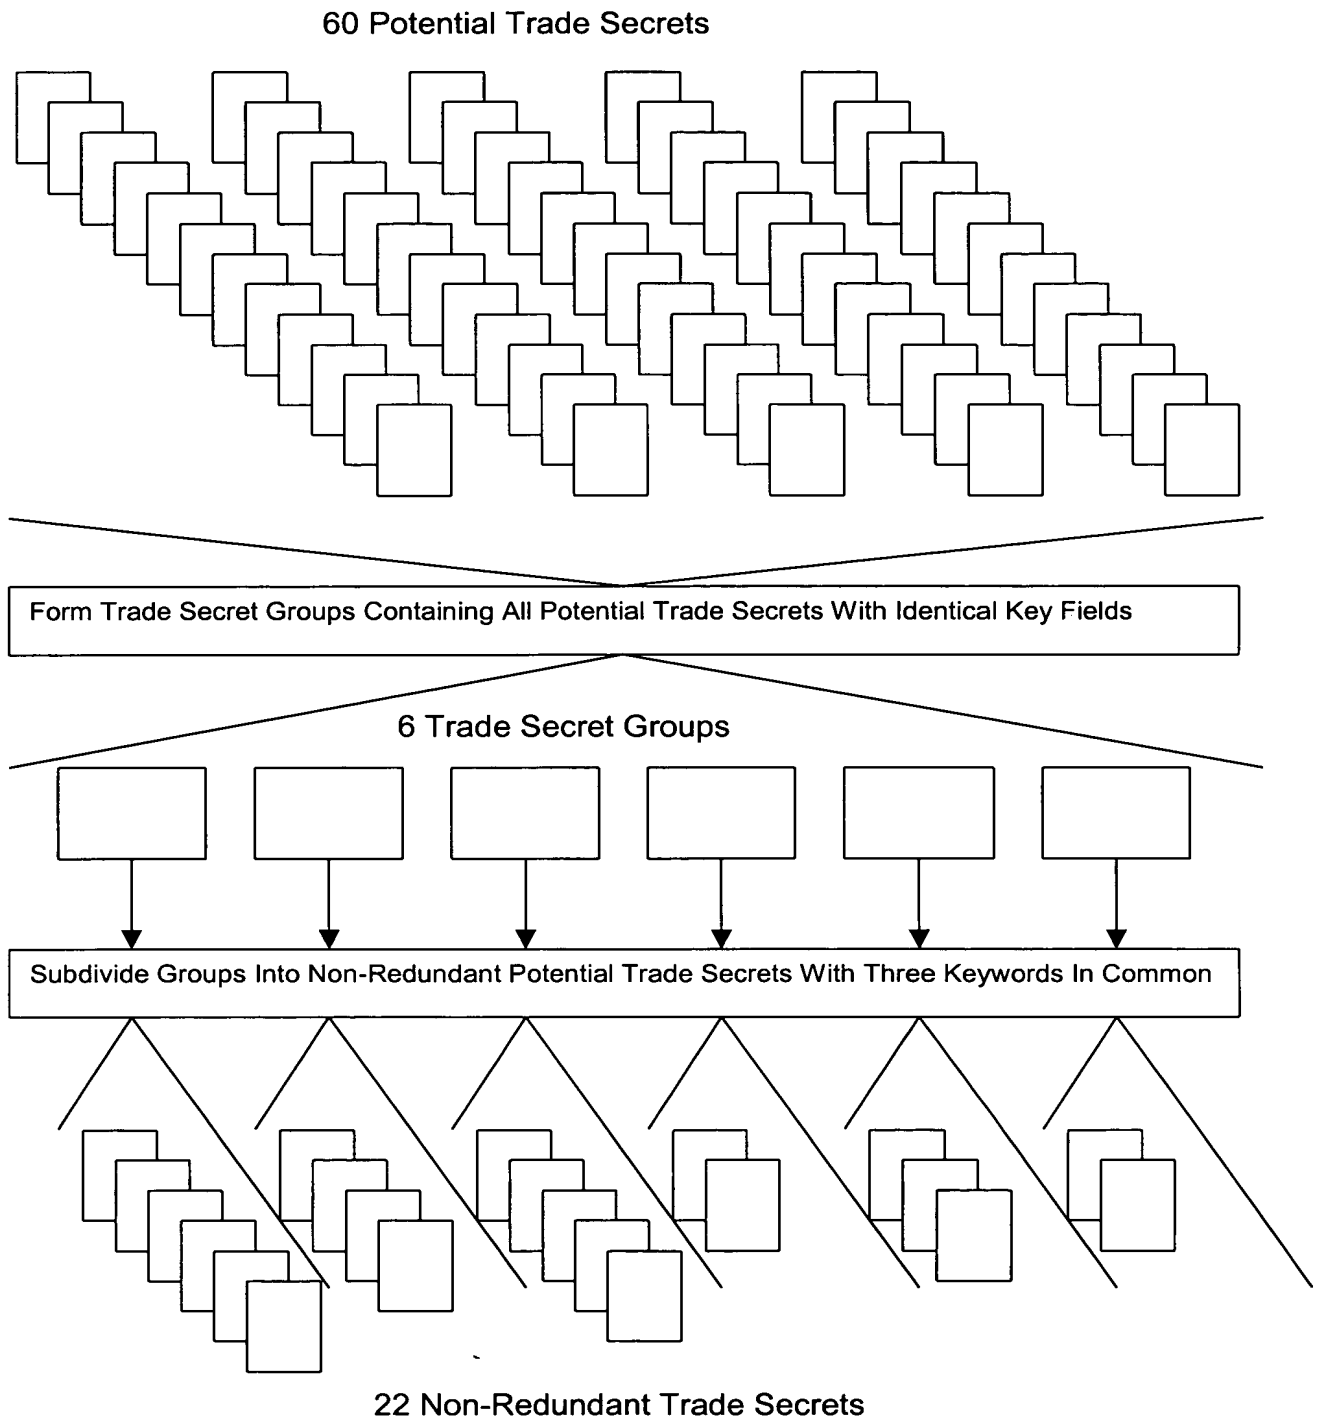 60 Potential Trade Secrets
Form Trade Secret Groups Containing All Potential Trade Secrets With Identical Key Fields
6 Trade Secret Groups
Subdivide Groups Into Non-Redundant Potential Trade Secrets With Three Keywords In Common
22 Non-Redundant Trade Secrets